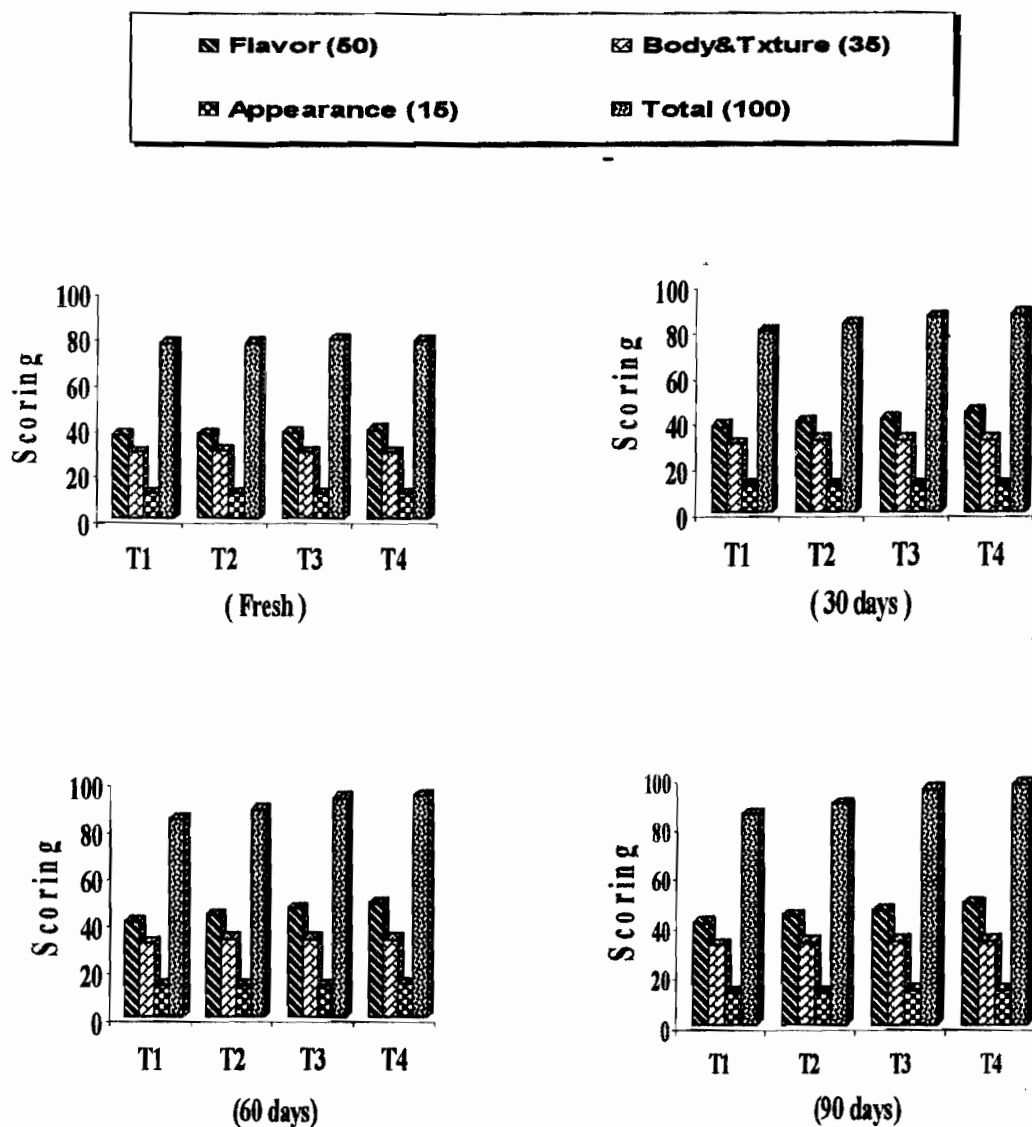 Flavor (50) Body&Txture (35)
Appearance (15) Total (100)
Scoring
100
80
60
40
20
0
T1 T2 T3 T4
( Fresh )
100
80
60
40
20
0
Scoring
T1 T2 T3 T4
( 30 days )
Scoring
100
80
60
40
20
0
T1 T2 T3 T4
(60 days)
Scoring
100
80
60
40
20
0
T1 T2 T3 T4
(90 days)